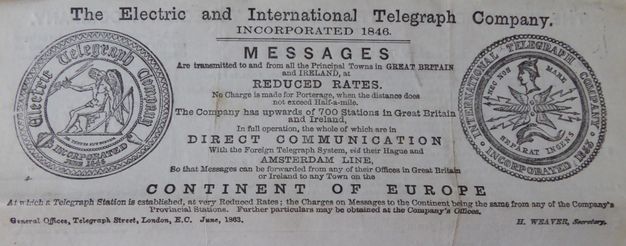 The Electric and International Telegraph Company.
INCORPORATED 1846.
MESSAGES
Are transmitted to and from all the Principal Towns in GREAT BRITAIN
and IRELAND, at
REDUCED RATES.
No Charge is made for Porterage, when the distance does
not exceed Half-a-mile.
The Company has upwards of 700 Stations in Great Britain
and Ireland,
In full operation, the whole of which are in
DIRECT COMMUNICATION
With the Foreign Telegraph System, viâ their Hague and
AMSTERDAM LINE,
So that Messages can be forwarded from any of their Offices in Great Britain
or Ireland to any Town on the
CONTINENT OF EUROPE
At which a Telegraph Station is established, at very Reduced Rates; the Charges on Messages to the Continent being the same from any of the Company's
Provincial Stations. Further particulars may be obtained at the Company's Offices.
General Offices, Telegraph Street, London, E.C. June, 1863.
H. WEAVER, Secretary.
Electric Telegraph Company
INCORPORATED
1846
INTERNATIONAL TELEGRAPH COMPANY
NEC NOS MARE
SEPARAT INGENS
INCORPORATED